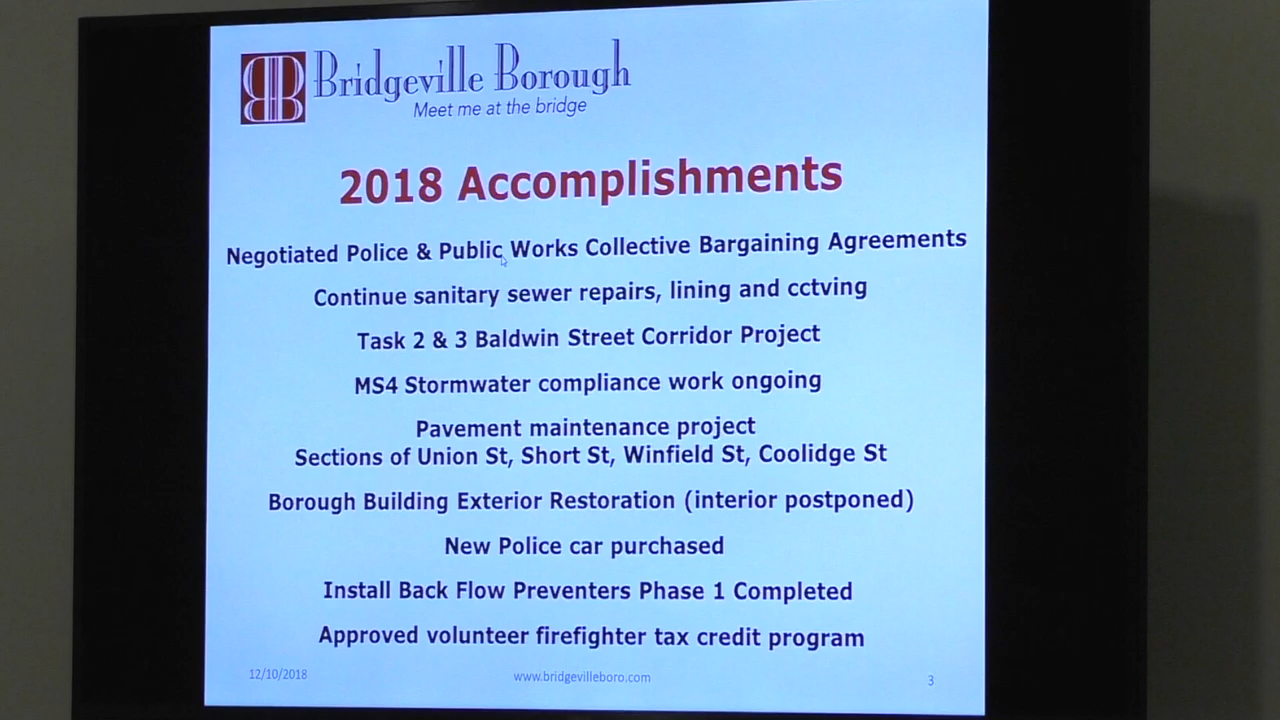 Bridgeville Borough
Meet me at the bridge
2018 Accomplishments
Negotiated Police & Public Works Collective Bargaining Agreements
Continue sanitary sewer repairs, lining and cctving
Task 2 & 3 Baldwin Street Corridor Project
MS4 Stormwater compliance work ongoing
Pavement maintenance project
Sections of Union St, Short St, Winfield St, Coolidge St
Borough Building Exterior Restoration (interior postponed)
New Police car purchased
Install Back Flow Preventers Phase 1 Completed
Approved volunteer firefighter tax credit program
12/10/2018 www.bridgevilleboro.com 3